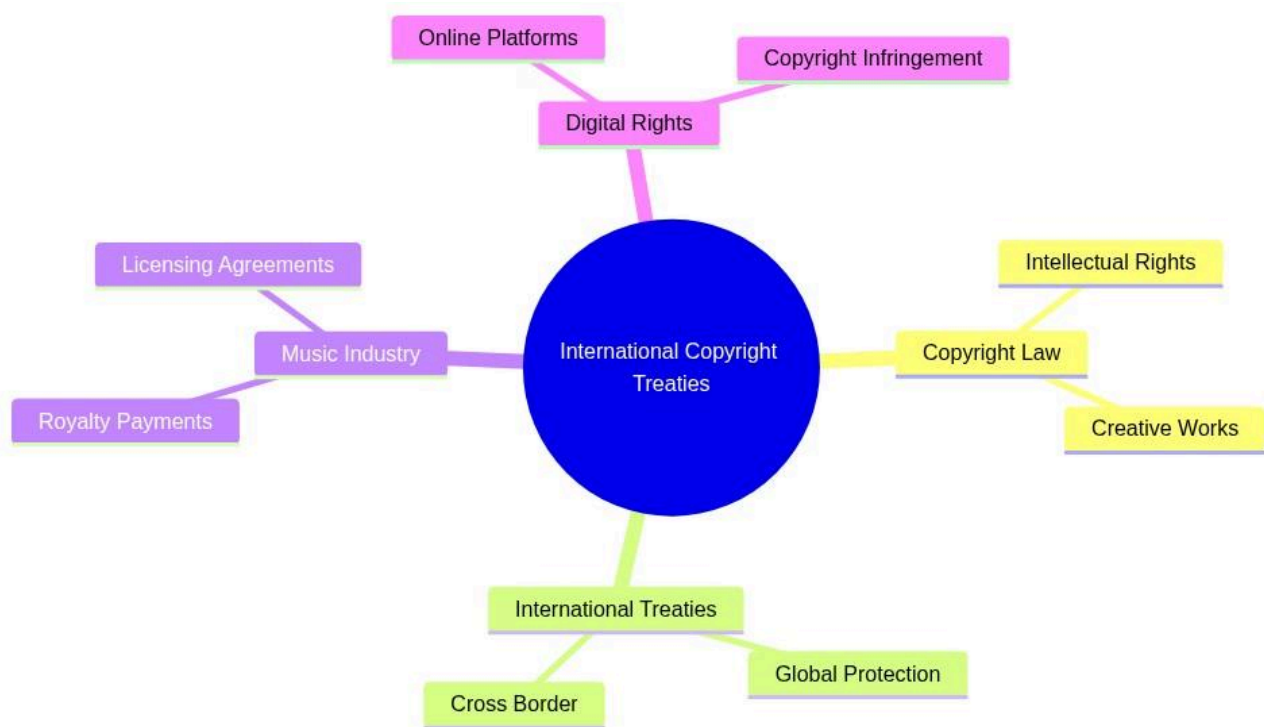 Online Platforms
Copyright Infringement
Digital Rights
Licensing Agreements
Intellectual Rights
Music Industry
International Copyright
Treaties
Copyright Law
Royalty Payments
Creative Works
International Treaties
Global Protection
Cross Border